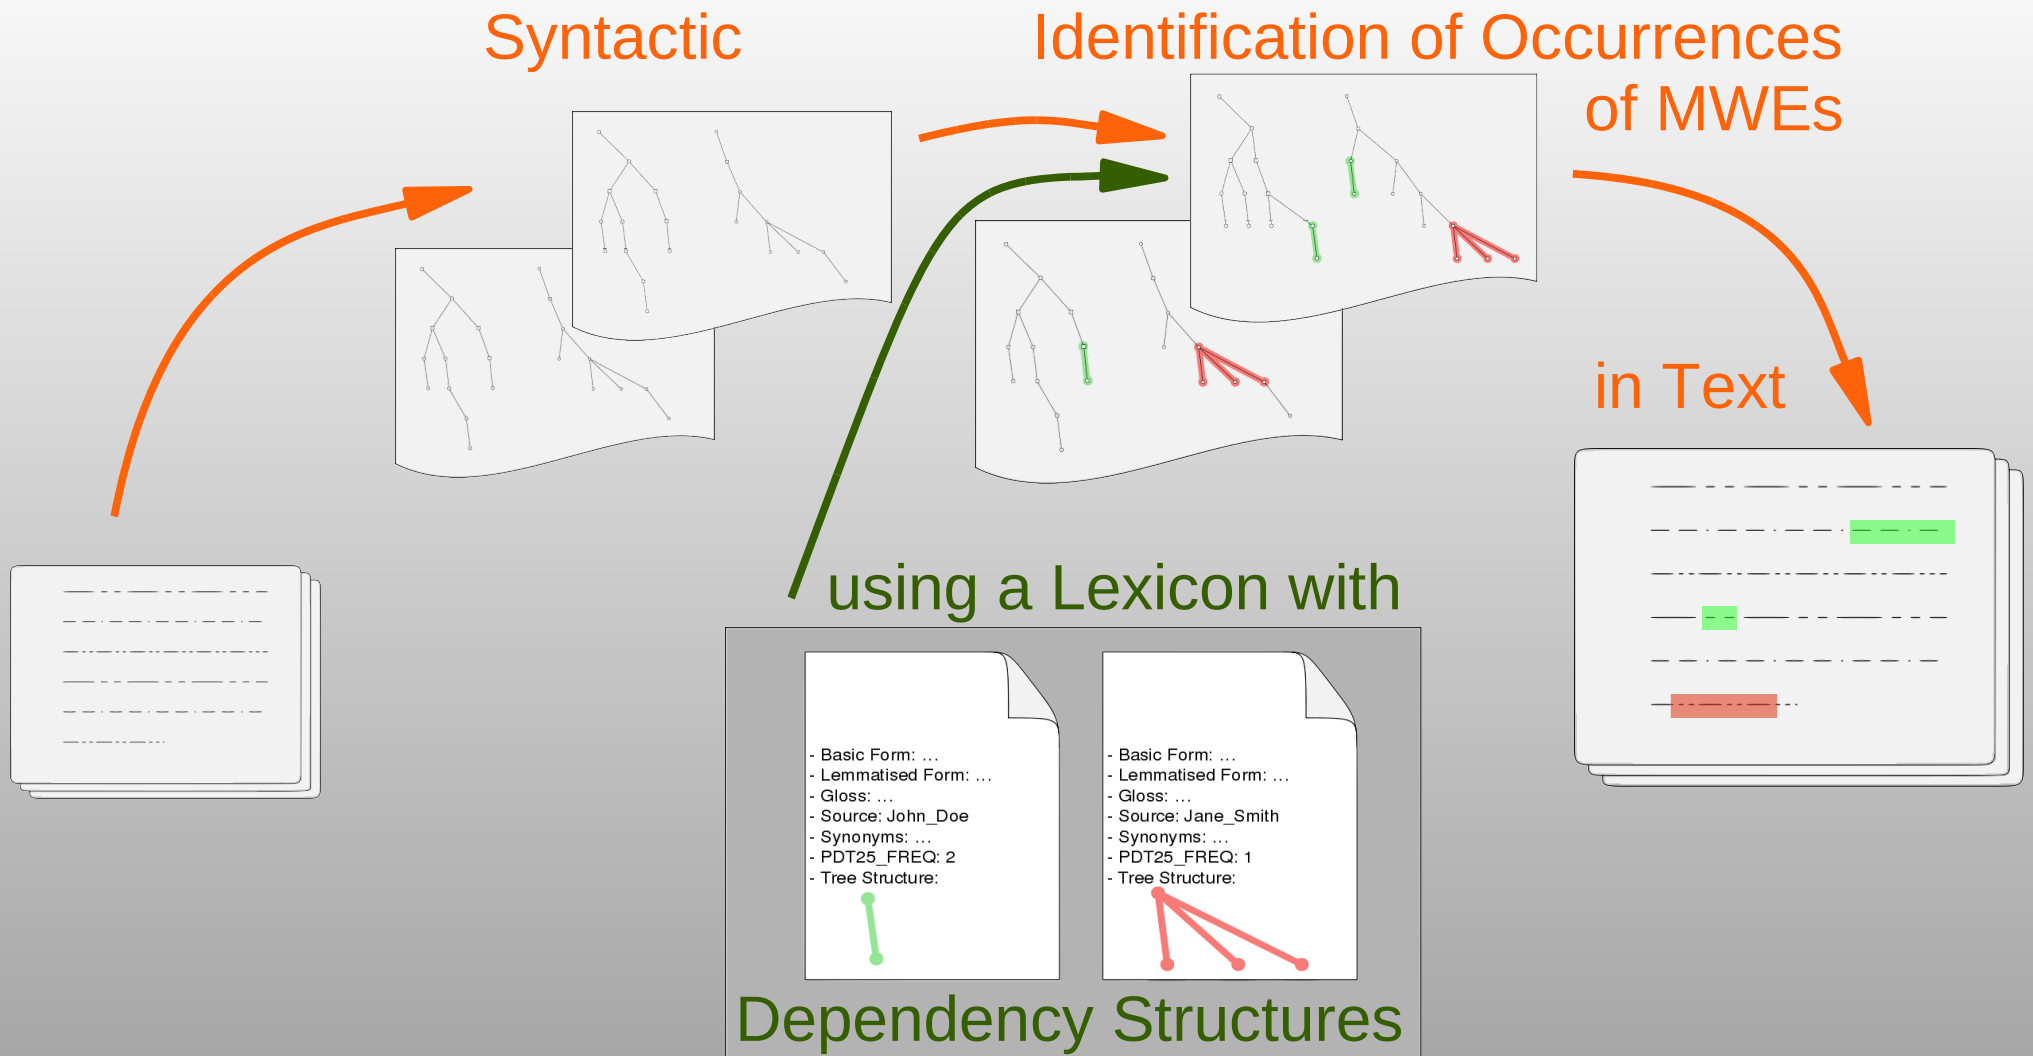 Syntactic
Identification of Occurrences
of MWEs
in Text
using a Lexicon with
- Basic Form: ...
- Lemmatised Form: ...
- Gloss: ...
- Source: John_Doe
- Synonyms: ...
- PDT25_FREQ: 2
- Tree Structure:
- Basic Form: ...
- Lemmatised Form: ...
- Gloss: ...
- Source: Jane_Smith
- Synonyms: ...
- PDT25_FREQ: 1
- Tree Structure:
Dependency Structures